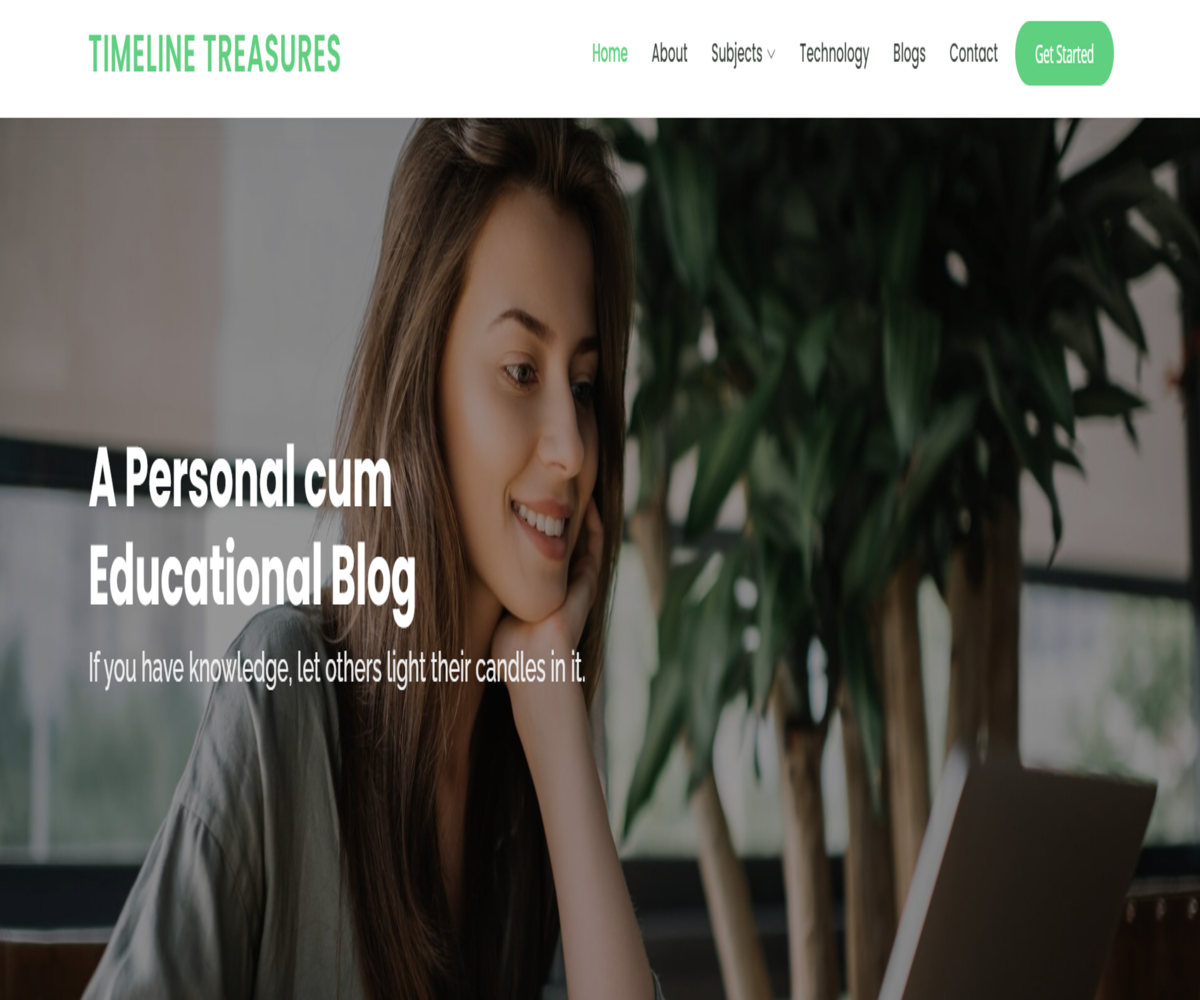 TIMELINE TREASURES
Home About Subjects Technology Blogs Contact Get Started
A Personal cum
Educational Blog
If you have knowledge, let others light their candles in it.